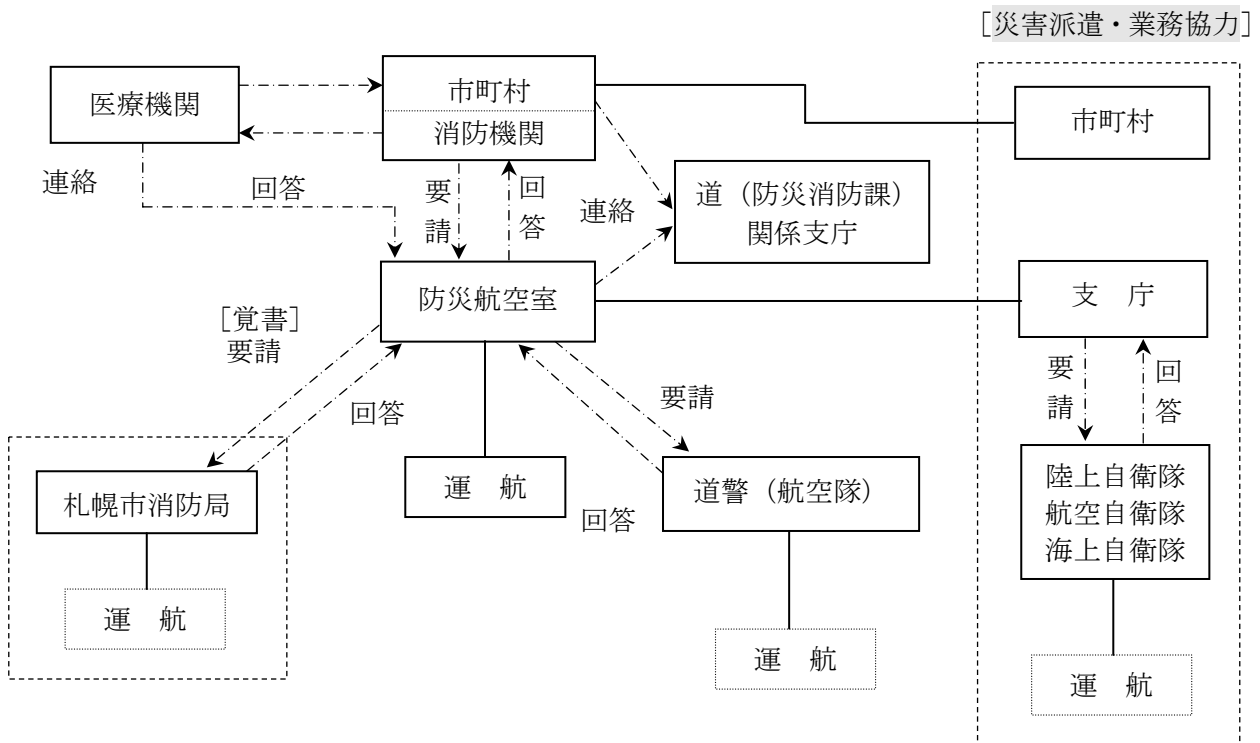 [災害派遣・業務協力]
医療機関
市町村
消防機関
市町村
連絡
回答
要請
回答
連絡
道（防災消防課）
関係支庁
防災航空室
支　庁
[覚書]
要請
回答
要請
回答
要請
回答
札幌市消防局
運　航
道警（航空隊）
陸上自衛隊
航空自衛隊
海上自衛隊
運　航
運　航
運　航